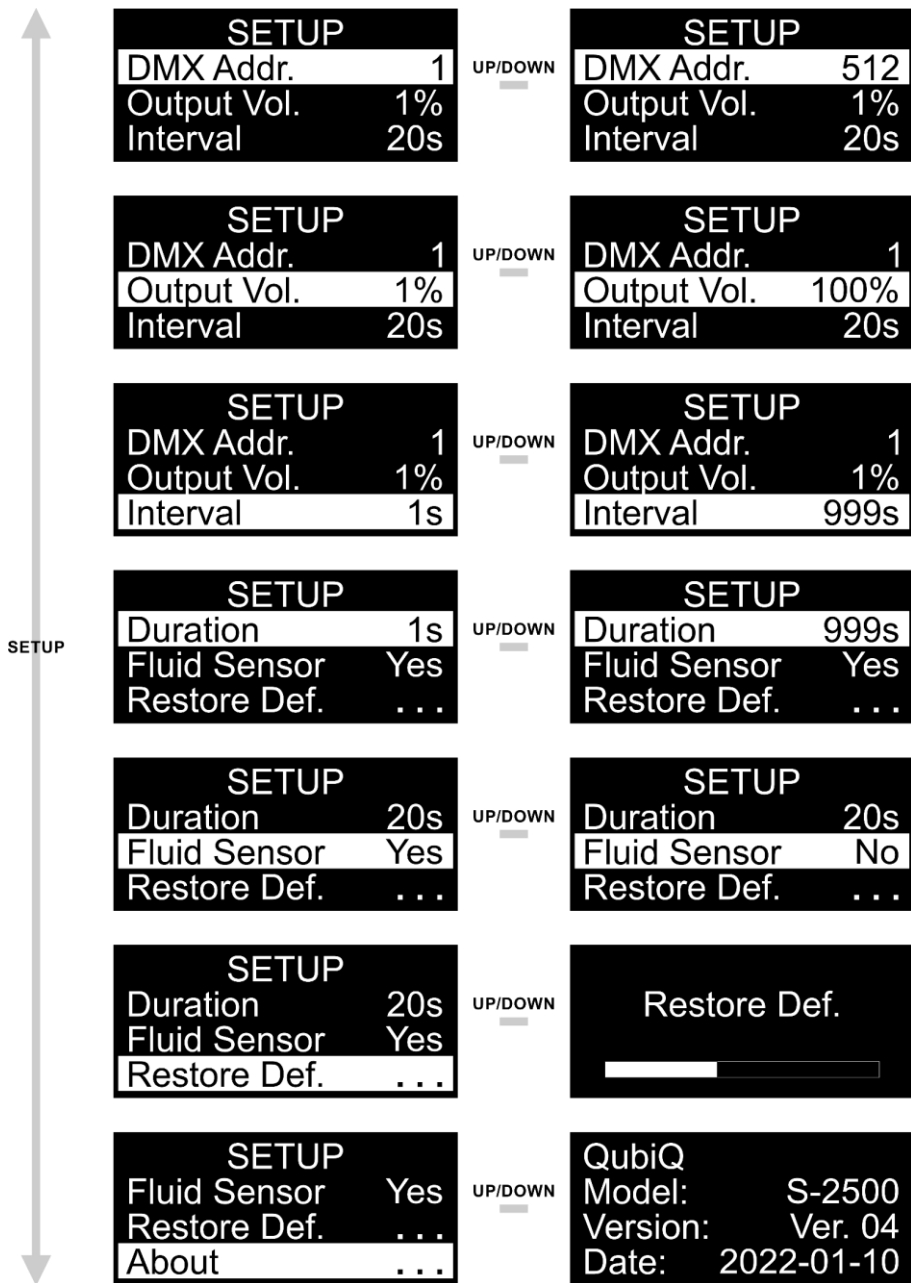 SETUP
DMX Addr. 1
Output Vol. 1%
Interval 20s
UP/DOWN
SETUP
DMX Addr. 512
Output Vol. 1%
Interval 20s
SETUP
DMX Addr. 1
Output Vol. 1%
Interval 20s
UP/DOWN
SETUP
DMX Addr. 1
Output Vol. 100%
Interval 20s
SETUP
DMX Addr. 1
Output Vol. 1%
Interval 1s
UP/DOWN
SETUP
DMX Addr. 1
Output Vol. 1%
Interval 999s
SETUP
SETUP
Duration 1s
Fluid Sensor Yes
Restore Def. . . .
UP/DOWN
SETUP
Duration 999s
Fluid Sensor Yes
Restore Def. . . .
SETUP
Duration 20s
Fluid Sensor Yes
Restore Def. . . .
UP/DOWN
SETUP
Duration 20s
Fluid Sensor No
Restore Def. . . .
SETUP
Duration 20s
Fluid Sensor Yes
Restore Def. . . .
UP/DOWN
Restore Def.
SETUP
Fluid Sensor Yes
Restore Def. . . .
About . . .
UP/DOWN
QubiQ
Model: S-2500
Version: Ver. 04
Date: 2022-01-10